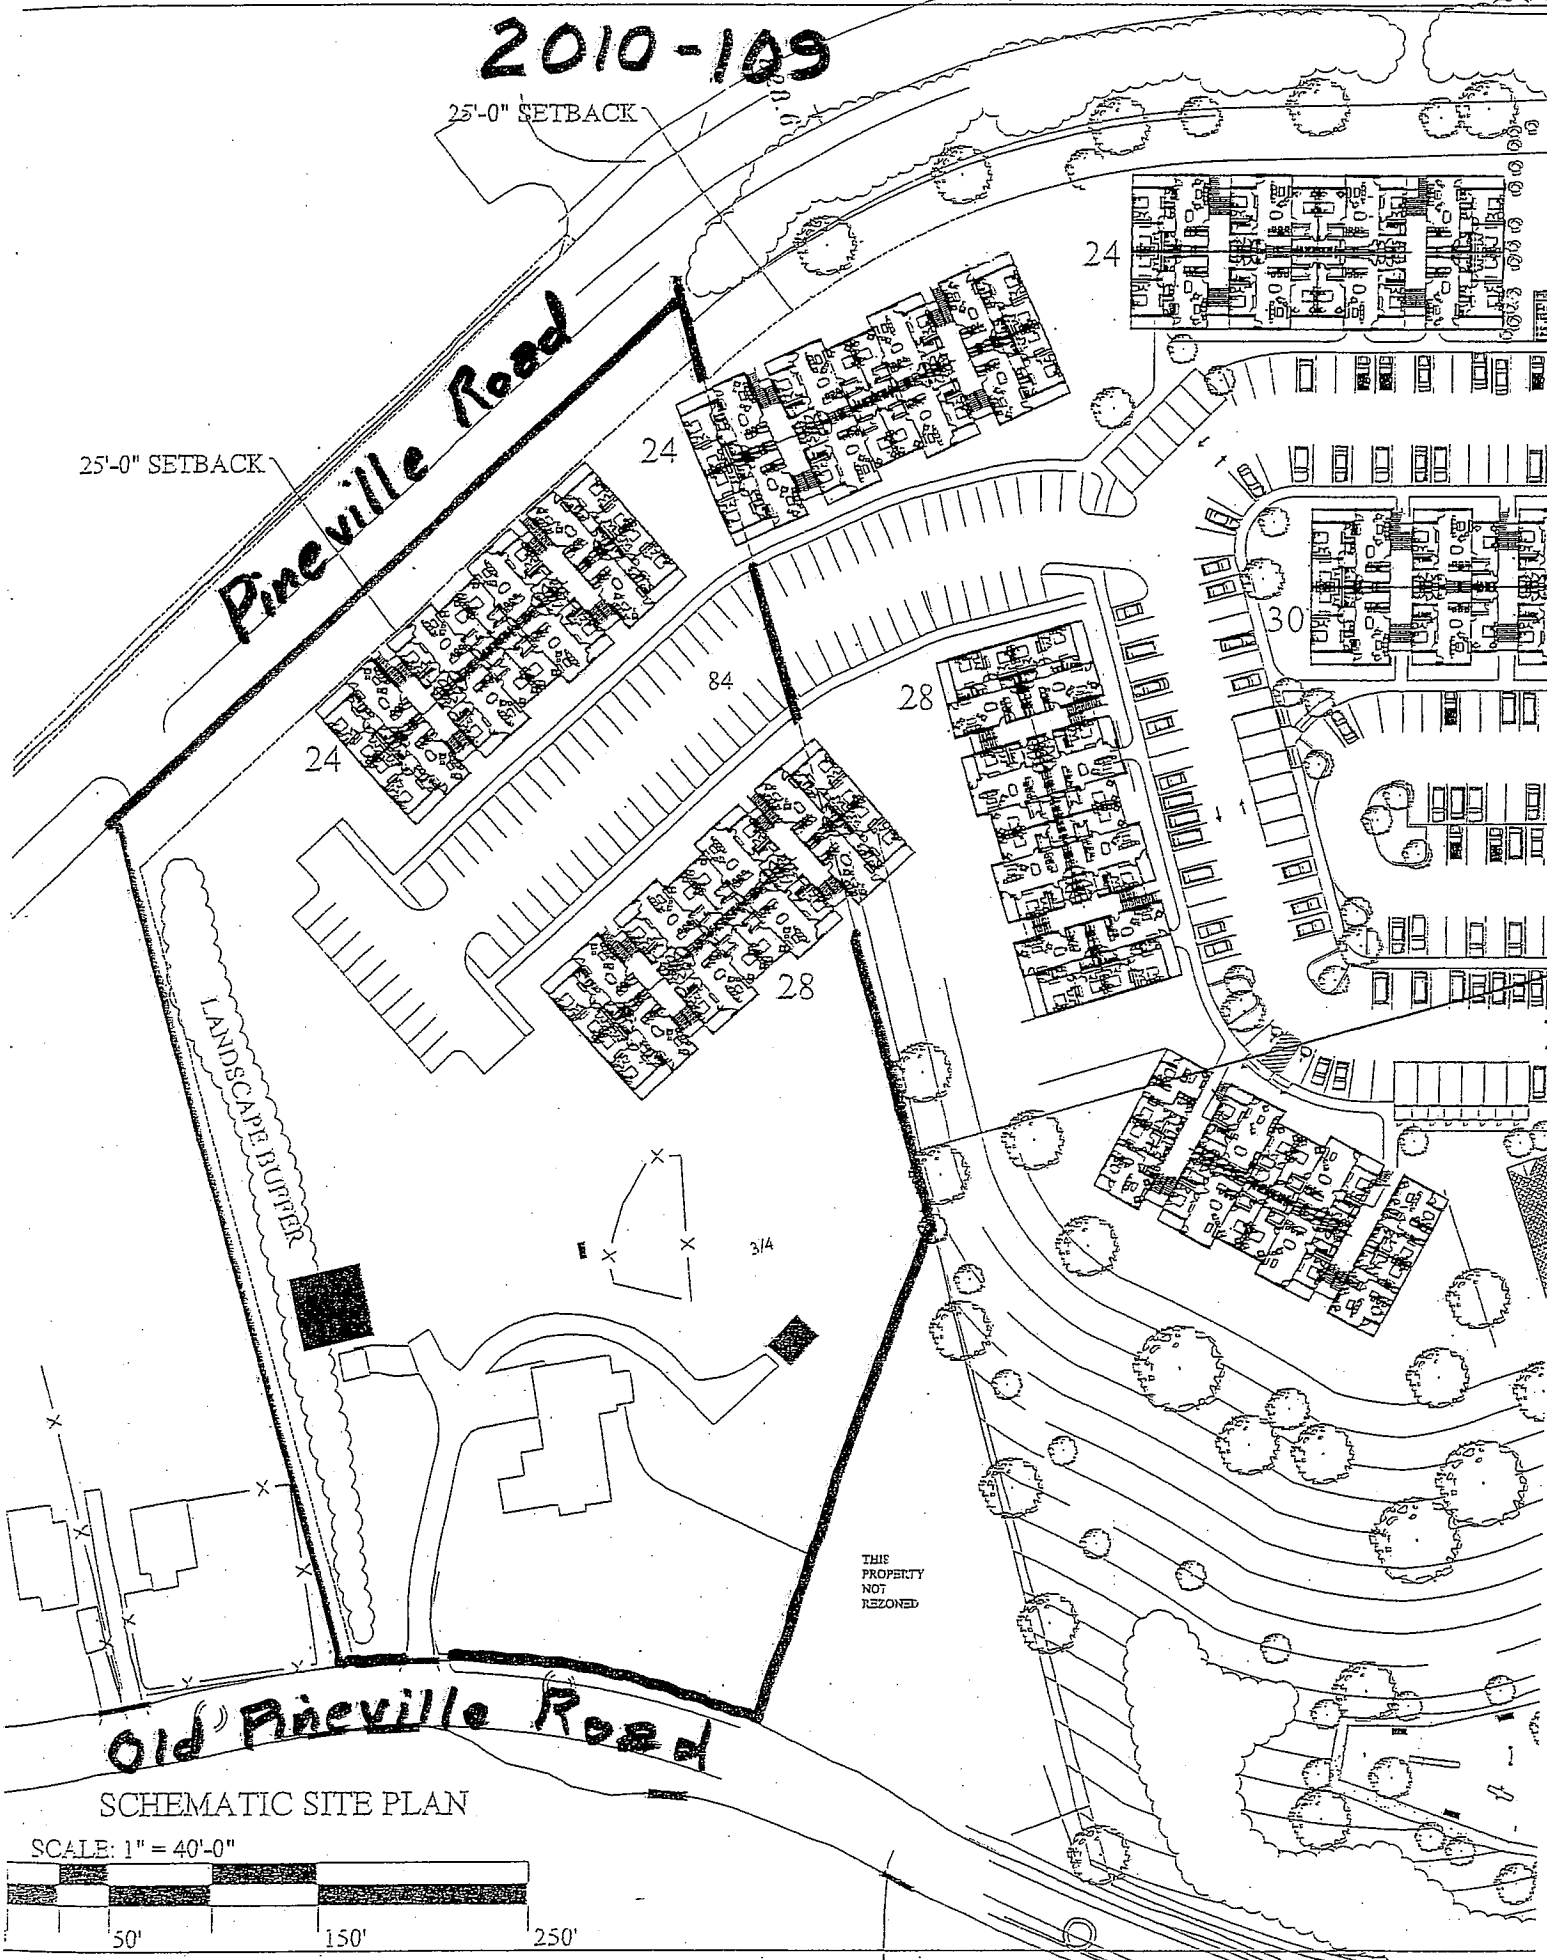 2010-109
25'-0" SETBACK
24
Pineville Road
24
25'-0" SETBACK
30
84
28
24
28
LANDSCAPE BUFFER
3/4
THIS
PROPERTY
NOT
REZONED
Old Pineville Road
SCHEMATIC SITE PLAN
SCALE: 1" = 40'-0"
50' 150' 250'